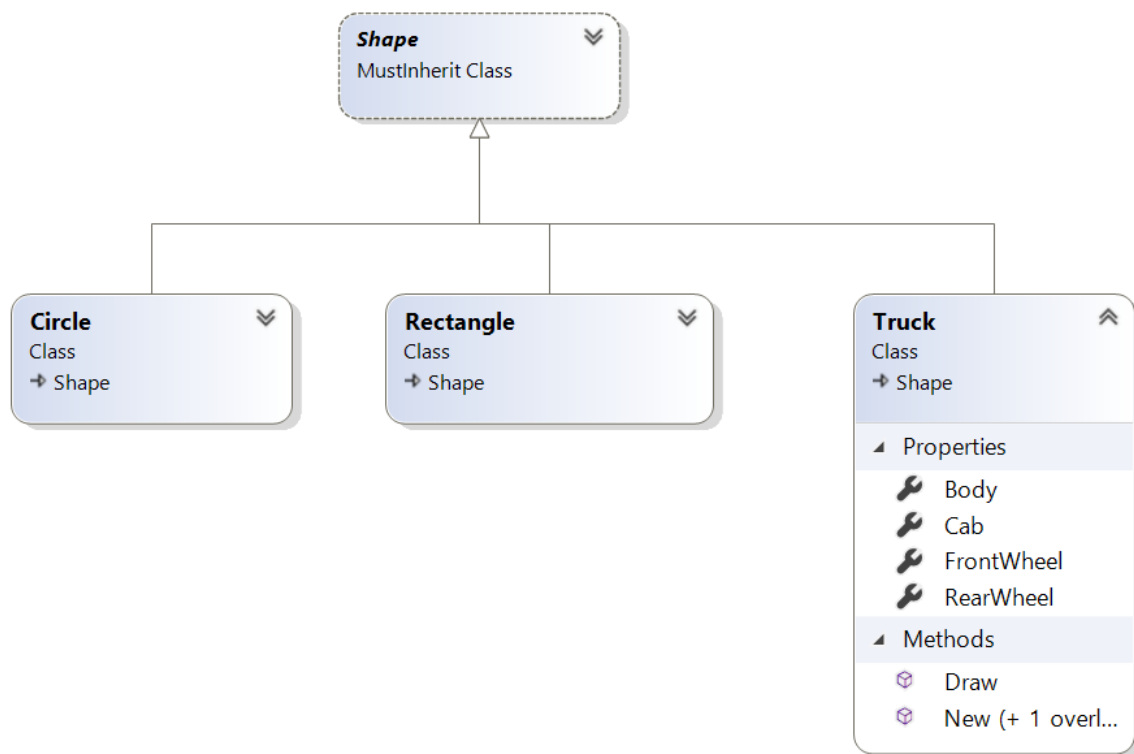 Shape
MustInherit Class
Circle
Class
Shape
Rectangle
Class
Shape
Truck
Class
Shape
Properties
Body
Cab
FrontWheel
RearWheel
Methods
Draw
New (+ 1 overl...